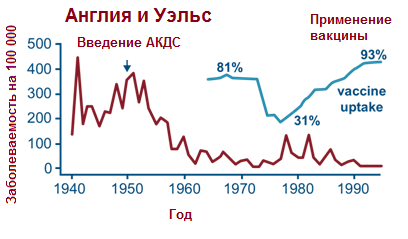 Англия и Уэльс
Применение
вакцины
Введение АКДС
Заболеваемость на 100 000
500
400
300
200
100
0
81%
93%
vaccine
uptake
31%
1940
1950
1960
1970
1980
1990
Год